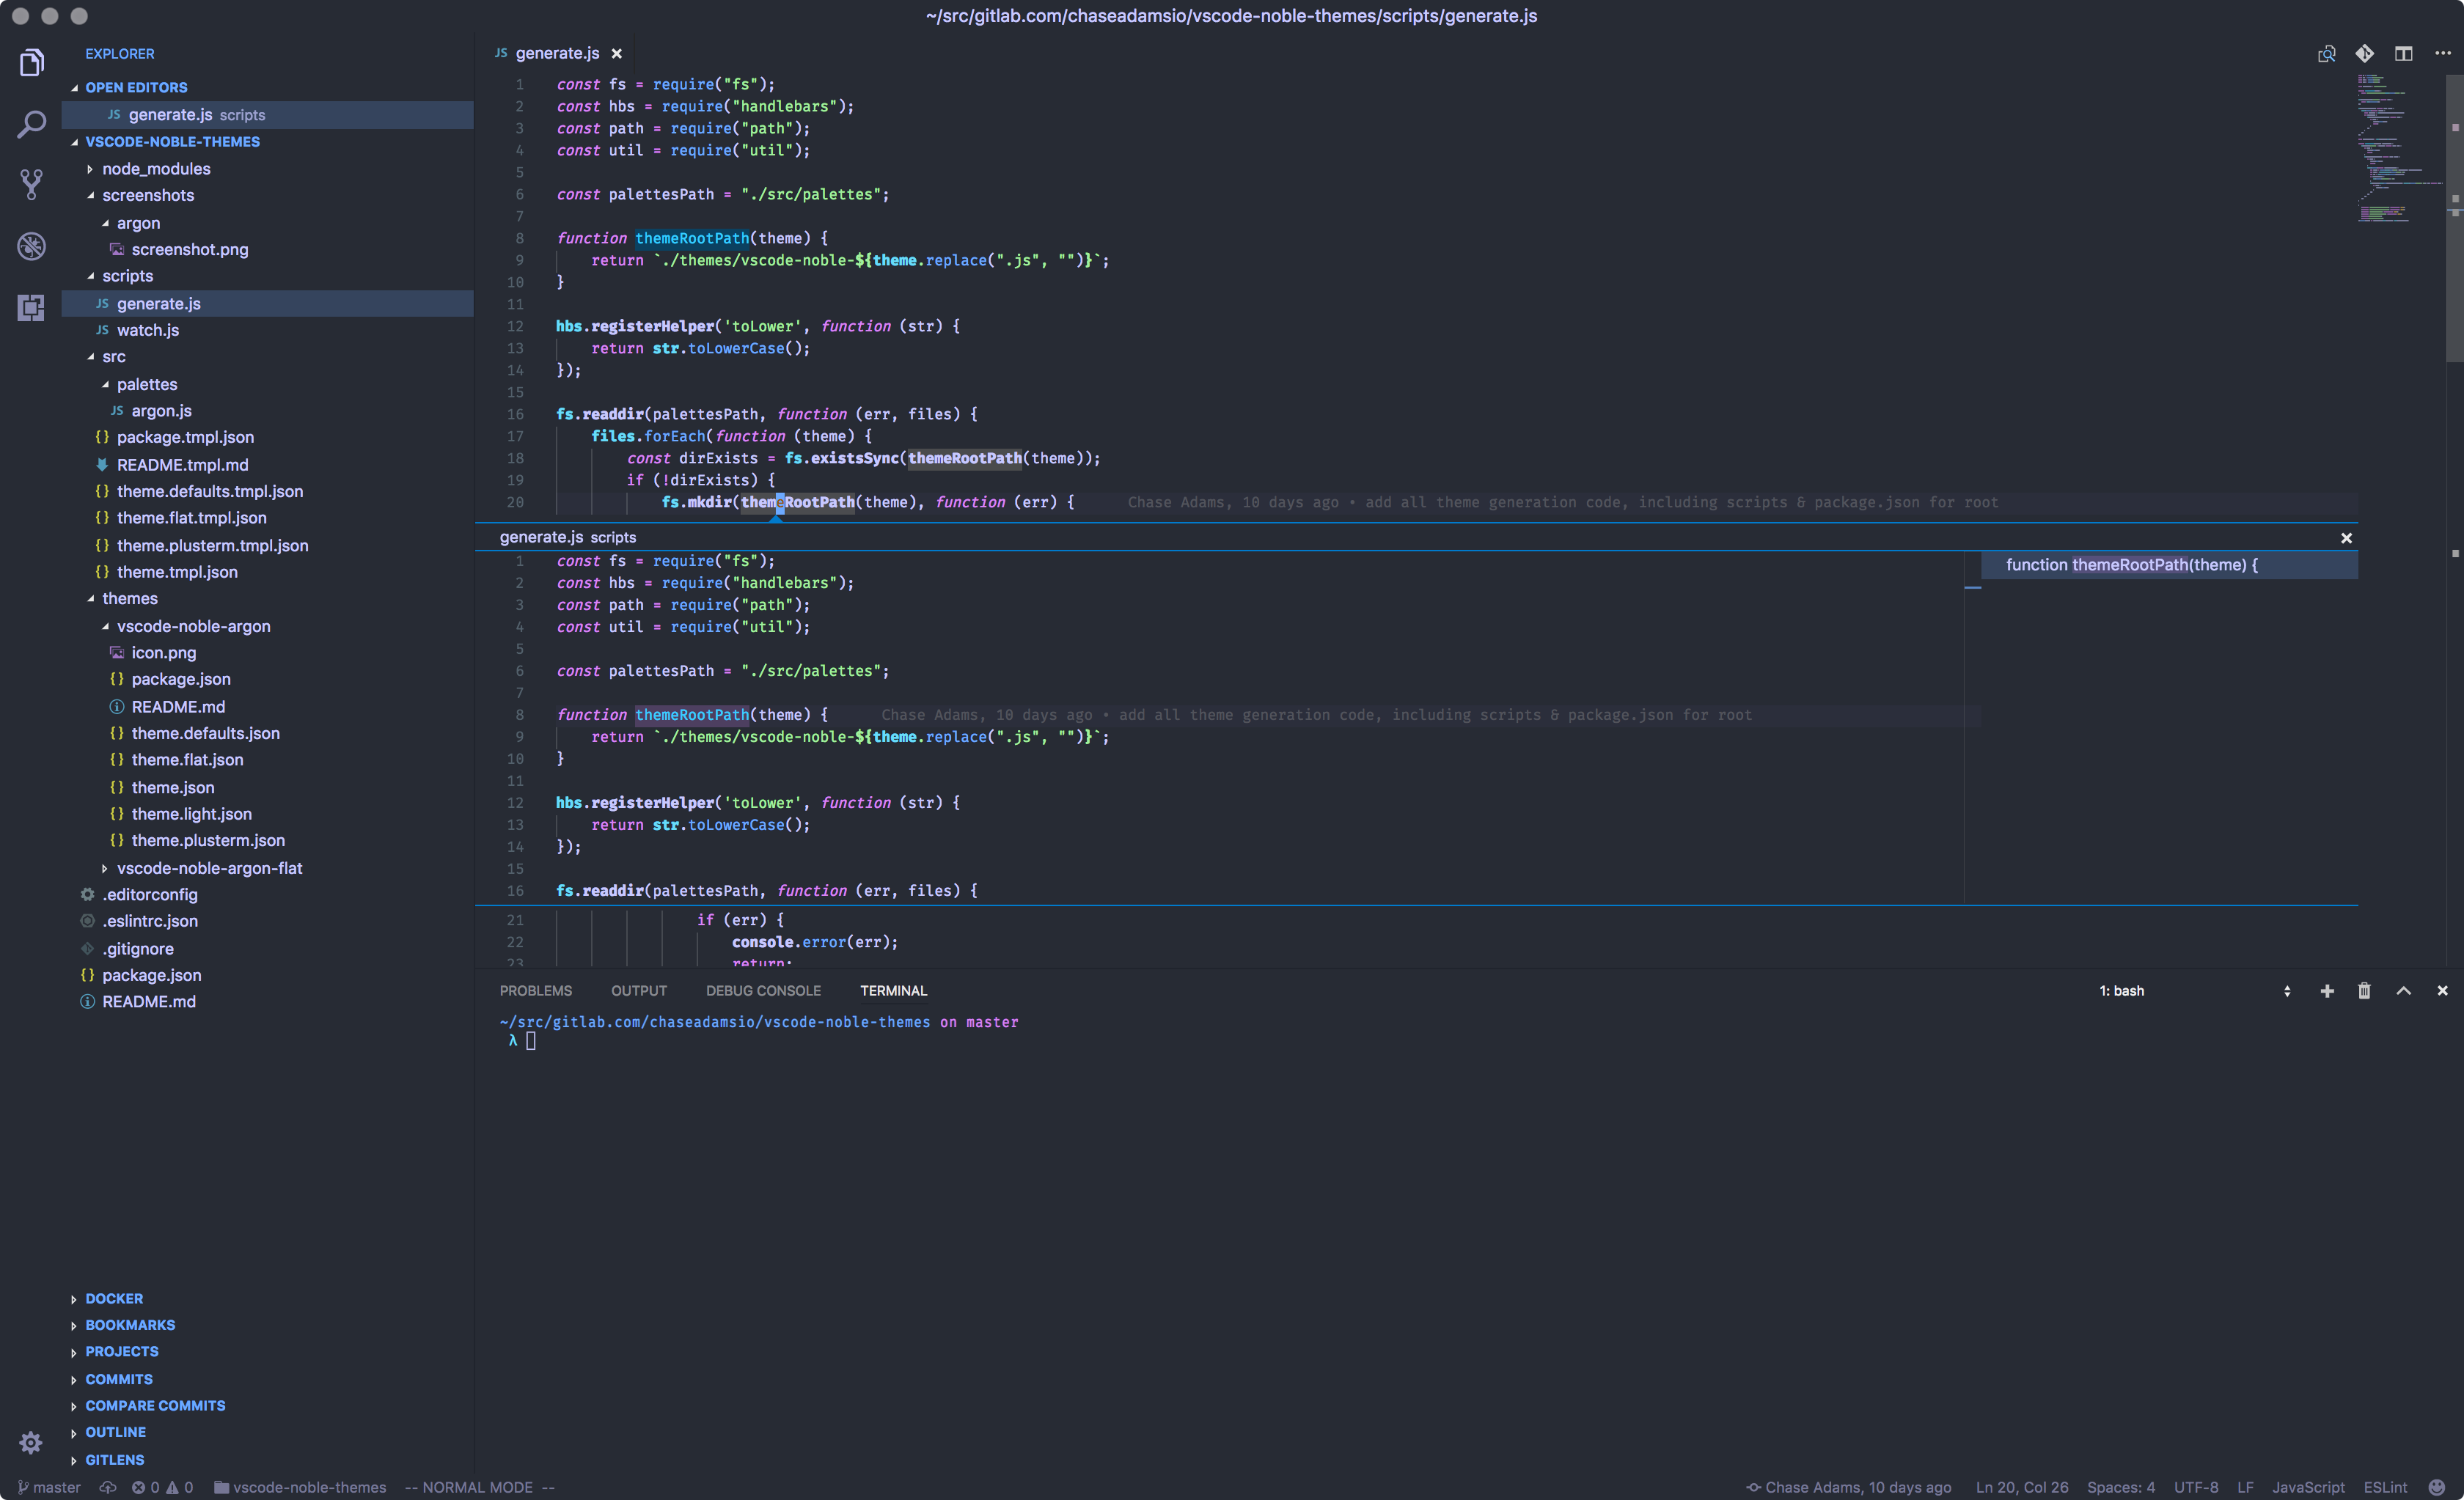 ~/src/gitlab.com/chaseadamsio/vscode-noble-themes/scripts/generate.js
EXPLORER
OPEN EDITORS
JS generate.js scripts
VSCODE-NOBLE-THEMES
node_modules
screenshots
argon
screenshot.png
scripts
JS generate.js
JS watch.js
src
palettes
JS argon.js
{} package.tmpl.json
README.tmpl.md
{} theme.defaults.tmpl.json
{} theme.flat.tmpl.json
{} theme.plusterm.tmpl.json
{} theme.tmpl.json
themes
vscode-noble-argon
icon.png
{} package.json
README.md
{} theme.defaults.json
{} theme.flat.json
{} theme.json
{} theme.light.json
{} theme.plusterm.json
vscode-noble-argon-flat
.editorconfig
.eslintrc.json
.gitignore
{} package.json
README.md
DOCKER
BOOKMARKS
PROJECTS
COMMITS
COMPARE COMMITS
OUTLINE
GITLENS
JS generate.js
1 const fs = require("fs");
2 const hbs = require("handlebars");
3 const path = require("path");
4 const util = require("util");
5
6 const palettesPath = "./src/palettes";
7
8 function themeRootPath(theme) {
9 return `./themes/vscode-noble-${theme.replace(".js", "")}`;
10 }
11
12 hbs.registerHelper('toLower', function (str) {
13 return str.toLowerCase();
14 });
15
16 fs.readdir(palettesPath, function (err, files) {
17 files.forEach(function (theme) {
18 const dirExists = fs.existsSync(themeRootPath(theme));
19 if (!dirExists) {
20 fs.mkdir(themeRootPath(theme), function (err) { Chase Adams, 10 days ago • add all theme generation code, including scripts & package.json for root
generate.js scripts
1 const fs = require("fs");
2 const hbs = require("handlebars");
3 const path = require("path");
4 const util = require("util");
5
6 const palettesPath = "./src/palettes";
7
8 function themeRootPath(theme) { Chase Adams, 10 days ago • add all theme generation code, including scripts & package.json for root
9 return `./themes/vscode-noble-${theme.replace(".js", "")}`;
10 }
11
12 hbs.registerHelper('toLower', function (str) {
13 return str.toLowerCase();
14 });
15
16 fs.readdir(palettesPath, function (err, files) {
function themeRootPath(theme) {
21 if (err) {
22 console.error(err);
23 return;
PROBLEMS OUTPUT DEBUG CONSOLE TERMINAL 1: bash
~/src/gitlab.com/chaseadamsio/vscode-noble-themes on master
λ
master 0 0 vscode-noble-themes -- NORMAL MODE -- Chase Adams, 10 days ago Ln 20, Col 26 Spaces: 4 UTF-8 LF JavaScript ESLint